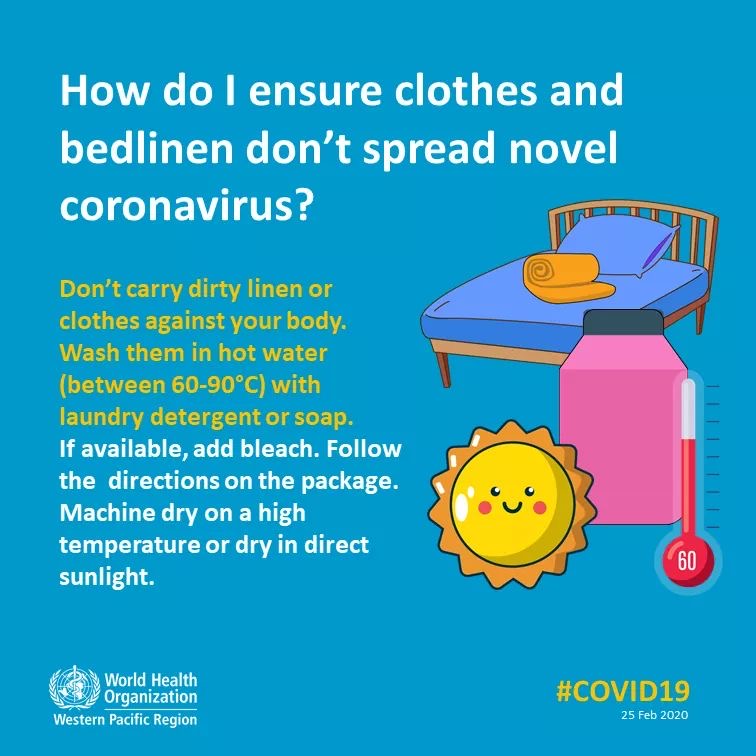 How do I ensure clothes and
bedlinen don't spread novel
coronavirus?
Don't carry dirty linen or
clothes against your body.
Wash them in hot water
(between 60-90°C) with
laundry detergent or soap.
If available, add bleach. Follow
the  directions on the package.
Machine dry on a high
temperature or dry in direct
sunlight.
60
World Health
Organization
Western Pacific Region
#COVID19
25 Feb 2020